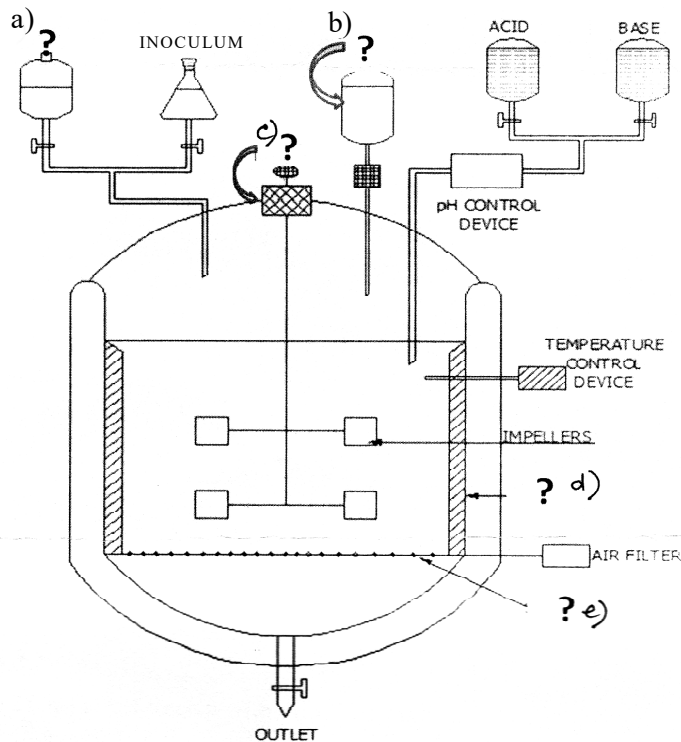 a)
?
INOCULUM
b)
?
ACID
BASE
c)
?
pH CONTROL
DEVICE
TEMPERATURE
CONTROL
DEVICE
IMPELLERS
? d)
AIR FILTER
? e)
OUTLET